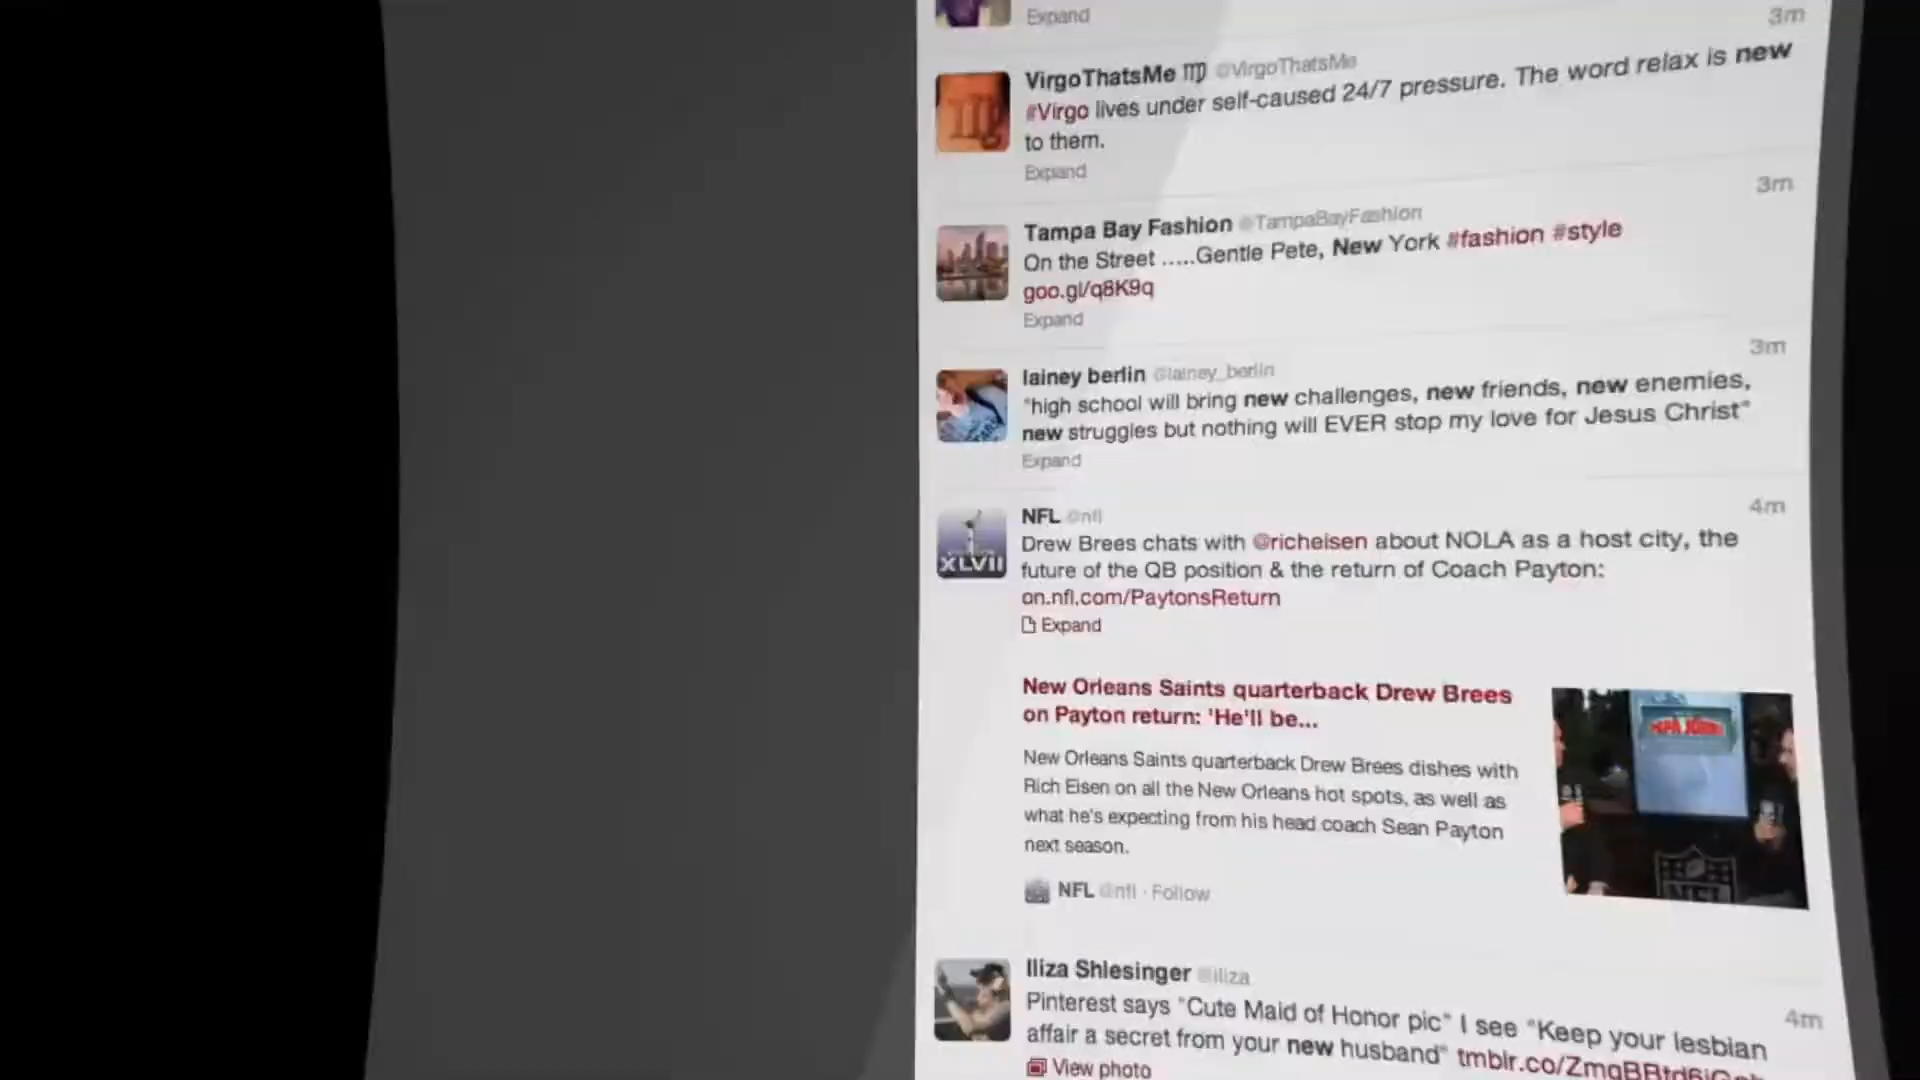 Expand
3m
VirgoThatsMe ♍ @VirgoThatsMe
#Virgo lives under self-caused 24/7 pressure. The word relax is new
to them.
Expand
3m
Tampa Bay Fashion @TampaBayFashion
On the Street .....Gentle Pete, New York #fashion #style
goo.gl/q8K9q
Expand
3m
lainey berlin @lainey_berlin
"high school will bring new challenges, new friends, new enemies,
new struggles but nothing will EVER stop my love for Jesus Christ"
Expand
4m
NFL @nfl
XLVII
Drew Brees chats with @richeisen about NOLA as a host city, the
future of the QB position & the return of Coach Payton:
on.nfl.com/PaytonsReturn
Expand
New Orleans Saints quarterback Drew Brees
on Payton return: 'He'll be...
New Orleans Saints quarterback Drew Brees dishes with
Rich Eisen on all the New Orleans hot spots, as well as
what he's expecting from his head coach Sean Payton
next season.
PAPA JOHN'S
NFL
NFL @nfl · Follow
Iliza Shlesinger @iliza
4m
Pinterest says "Cute Maid of Honor pic" I see "Keep your lesbian
affair a secret from your new husband"
View photo